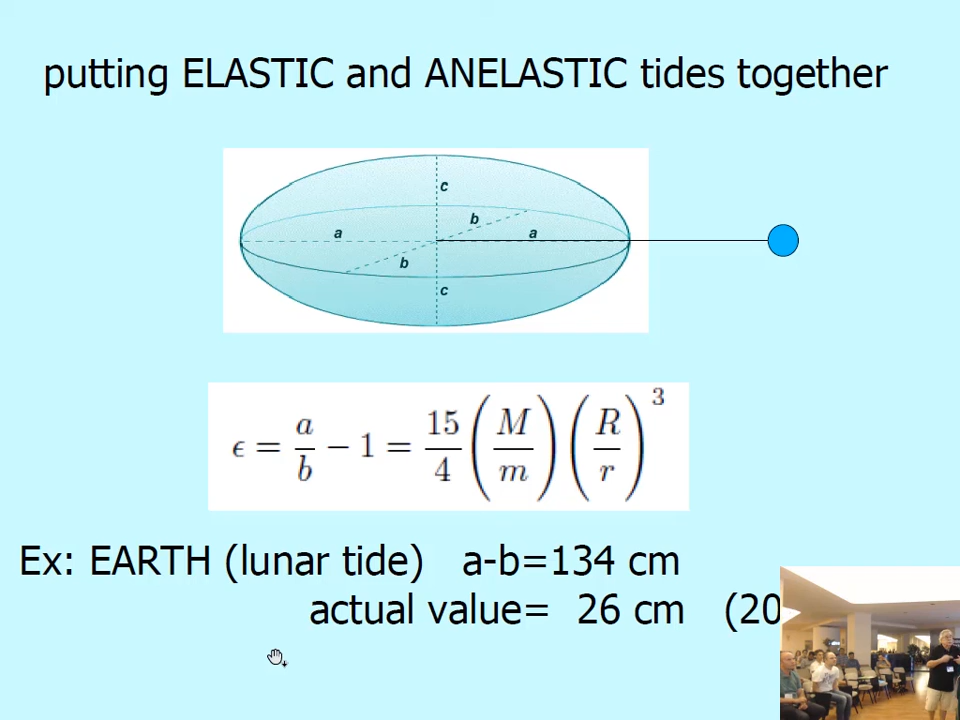 putting ELASTIC and ANELASTIC tides together
c
b
a
a
b
c
ϵ = a/b − 1 = 15/4 (M/m) (R/r)^3
Ex: EARTH (lunar tide) a-b=134 cm
actual value= 26 cm (20